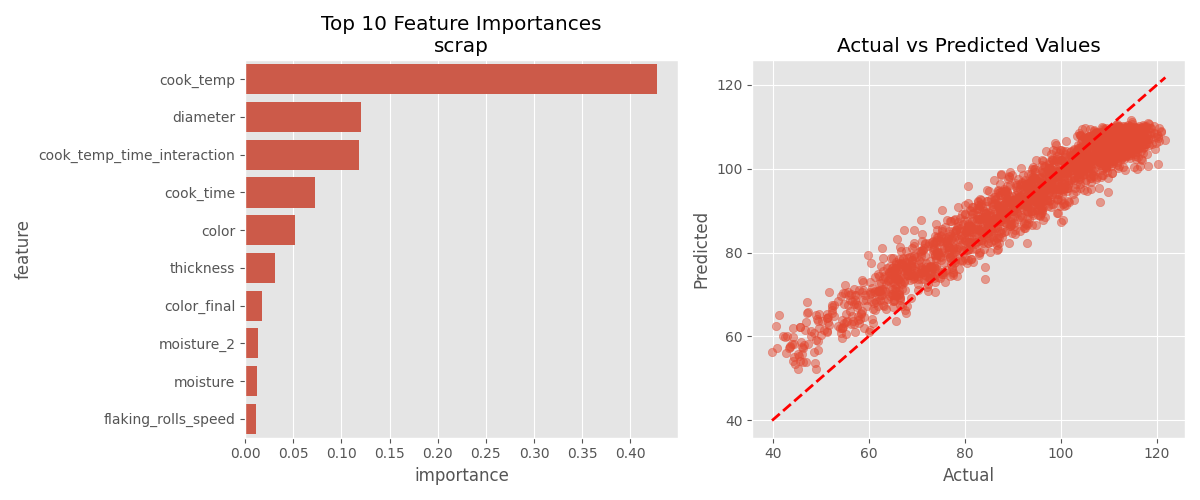 Top 10 Feature Importances
scrap
feature
cook_temp
diameter
cook_temp_time_interaction
cook_time
color
thickness
color_final
moisture_2
moisture
flaking_rolls_speed
0.00 0.05 0.10 0.15 0.20 0.25 0.30 0.35 0.40
importance
Actual vs Predicted Values
Predicted
120
100
80
60
40
40 60 80 100 120
Actual